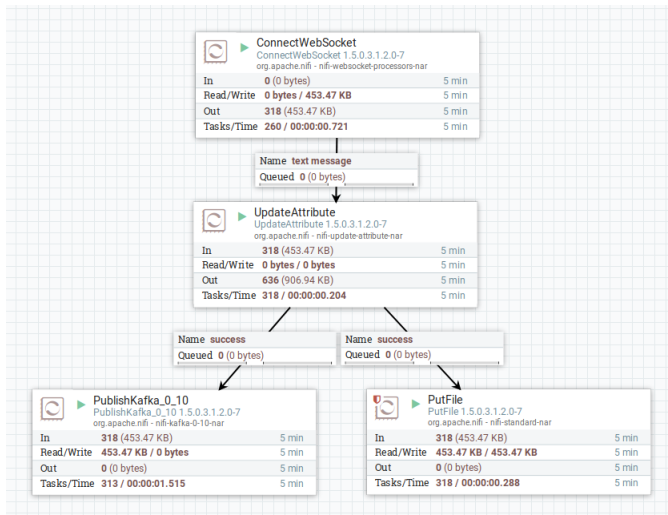 ConnectWebSocket
ConnectWebSocket 1.5.0.3.1.2.0-7
org.apache.nifi - nifi-websocket-processors-nar
In 0 (0 bytes) 5 min
Read/Write 0 bytes / 453.47 KB 5 min
Out 318 (453.47 KB) 5 min
Tasks/Time 260 / 00:00:00.721 5 min
Name text message
Queued 0 (0 bytes)
UpdateAttribute
UpdateAttribute 1.5.0.3.1.2.0-7
org.apache.nifi - nifi-update-attribute-nar
In 318 (453.47 KB) 5 min
Read/Write 0 bytes / 0 bytes 5 min
Out 636 (906.94 KB) 5 min
Tasks/Time 318 / 00:00:00.204 5 min
Name success
Queued 0 (0 bytes)
Name success
Queued 0 (0 bytes)
PublishKafka_0_10
PublishKafka_0_10 1.5.0.3.1.2.0-7
org.apache.nifi - nifi-kafka-0-10-nar
In 318 (453.47 KB) 5 min
Read/Write 453.47 KB / 0 bytes 5 min
Out 0 (0 bytes) 5 min
Tasks/Time 313 / 00:00:01.515 5 min
PutFile
PutFile 1.5.0.3.1.2.0-7
org.apache.nifi - nifi-standard-nar
In 318 (453.47 KB) 5 min
Read/Write 453.47 KB / 453.47 KB 5 min
Out 0 (0 bytes) 5 min
Tasks/Time 318 / 00:00:00.288 5 min